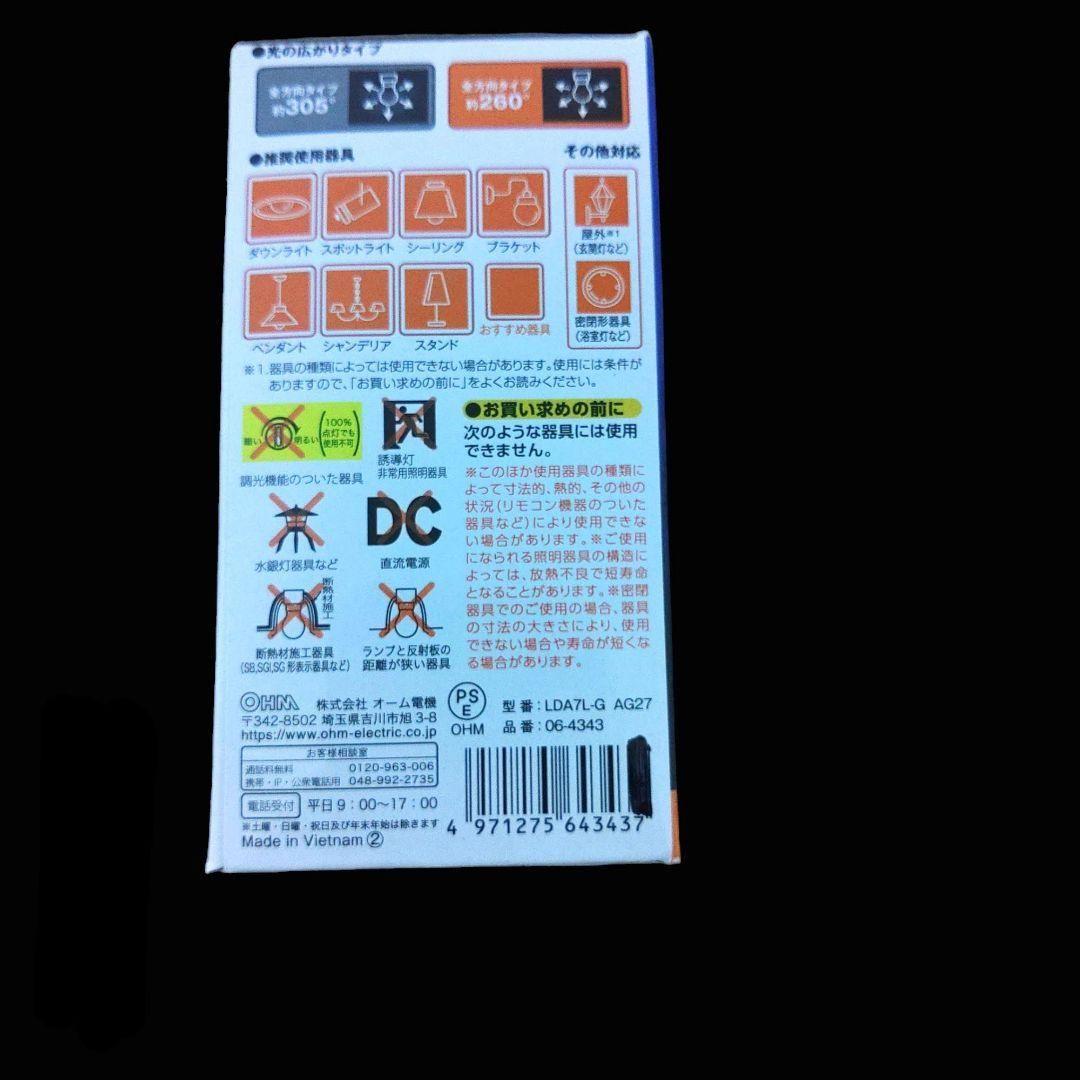 ●光の広がりタイプ
全方向タイプ
約305°
全方向タイプ
約260°
●推奨使用器具
その他対応
ダウンライト
スポットライト
シーリング
ブラケット
屋外※1
(玄関灯など)
ペンダント
シャンデリア
スタンド
おすすめ器具
密閉形器具
(浴室灯など)
※1.器具の種類によっては使用できない場合があります。使用には条件が
ありますので、「お買い求めの前に」をよくお読みください。
暗い
明るい
100%
点灯でも
使用不可
調光機能のついた器具
誘導灯
非常用照明器具
水銀灯器具など
DC
直流電源
断熱材施工
断熱材施工器具
(SB,SGI,SG形表示器具など)
ランプと反射板の
距離が狭い器具
●お買い求めの前に
次のような器具には使用
できません。
※このほか使用器具の種類に
よって寸法的、熱的、その他の
状況(リモコン機器のついた
器具など)により使用できな
い場合があります。※ご使用
になられる照明器具の構造に
よっては、放熱不良で短寿命
となることがあります。※密閉
器具でのご使用の場合、器具
の寸法の大きさにより、使用
できない場合や寿命が短くな
る場合があります。
OHM 株式会社 オーム電機
〒342-8502 埼玉県吉川市旭 3-8
https://www.ohm-electric.co.jp
お客様相談室
通話料無料 0120-963-006
携帯・IP・公衆電話用 048-992-2735
電話受付 平日 9:00〜17:00
※土曜・日曜・祝日及び年末年始は除きます
Made in Vietnam ②
PS
E
OHM
型番:LDA7L-G AG27
品番:06-4343
4 971275 643437